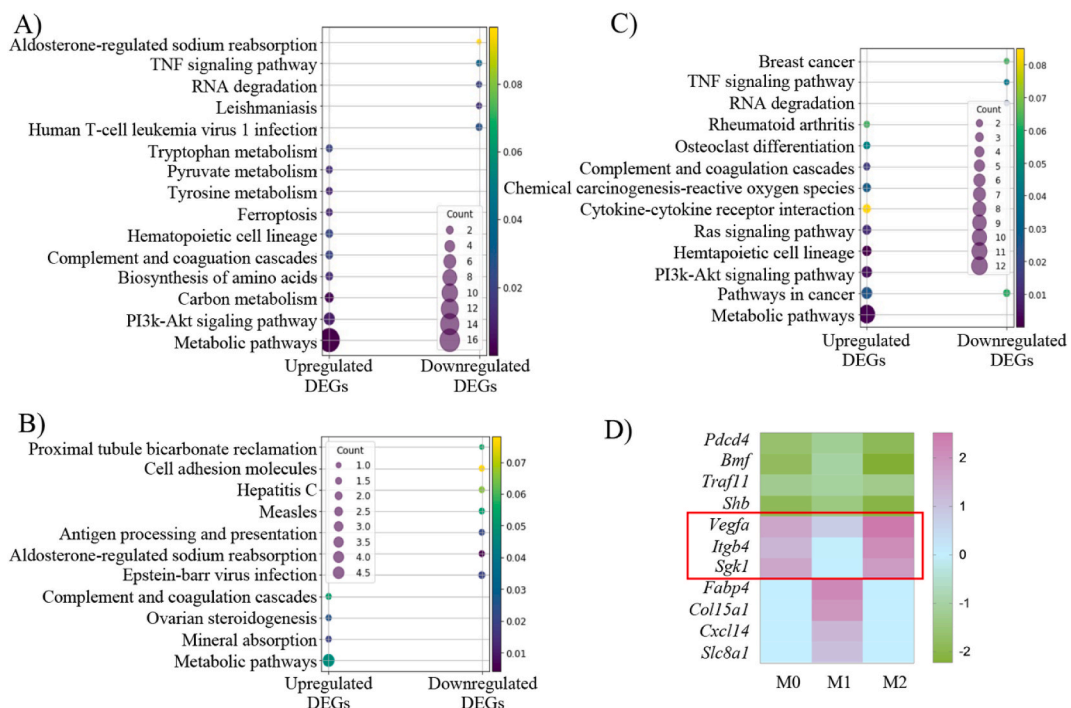 A)
Aldosterone-regulated sodium reabsorption
TNF signaling pathway
RNA degradation
Leishmaniasis
Human T-cell leukemia virus 1 infection
Tryptophan metabolism
Pyruvate metabolism
Tyrosine metabolism
Ferroptosis
Hematopoietic cell lineage
Complement and coaguation cascades
Biosynthesis of amino acids
Carbon metabolism
PI3k-Akt sigaling pathway
Metabolic pathways
Upregulated
DEGs
Downregulated
DEGs
Count
2
4
6
8
10
12
14
16
0.08
0.06
0.04
0.02
C)
Breast cancer
TNF signaling pathway
RNA degradation
Rheumatoid arthritis
Osteoclast differentiation
Complement and coagulation cascades
Chemical carcinogenesis-reactive oxygen species
Cytokine-cytokine receptor interaction
Ras signaling pathway
Hemtapoietic cell lineage
PI3k-Akt signaling pathway
Pathways in cancer
Metabolic pathways
Upregulated
DEGs
Downregulated
DEGs
Count
2
3
4
5
6
7
8
9
10
11
12
0.08
0.07
0.06
0.05
0.04
0.03
0.02
0.01
B)
Proximal tubule bicarbonate reclamation
Cell adhesion molecules
Hepatitis C
Measles
Antigen processing and presentation
Aldosterone-regulated sodium reabsorption
Epstein-barr virus infection
Complement and coagulation cascades
Ovarian steroidogenesis
Mineral absorption
Metabolic pathways
Upregulated
DEGs
Downregulated
DEGs
Count
1.0
1.5
2.0
2.5
3.0
3.5
4.0
4.5
0.07
0.06
0.05
0.04
0.03
0.02
0.01
D)
Pdcd4
Bmf
Traf11
Shb
Vegfa
Itgb4
Sgk1
Fabp4
Col15a1
Cxcl14
Slc8a1
M0 M1 M2
2
1
0
-1
-2